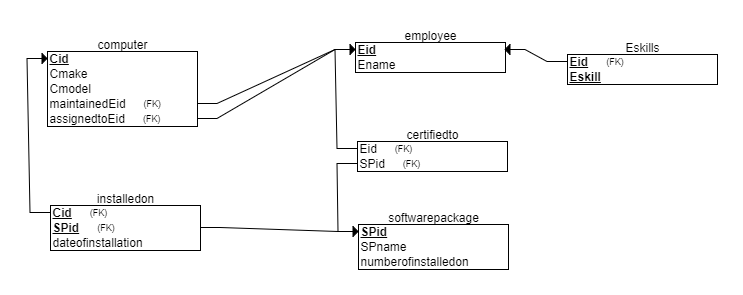 computer
Cid
Cmake
Cmodel
maintainedEid (FK)
assignedtoEid (FK)
employee
Eid
Ename
Eskills
Eid (FK)
Eskill
certifiedto
Eid (FK)
SPid (FK)
installedon
Cid (FK)
SPid (FK)
dateofinstallation
softwarepackage
SPid
SPname
numberofinstalledon